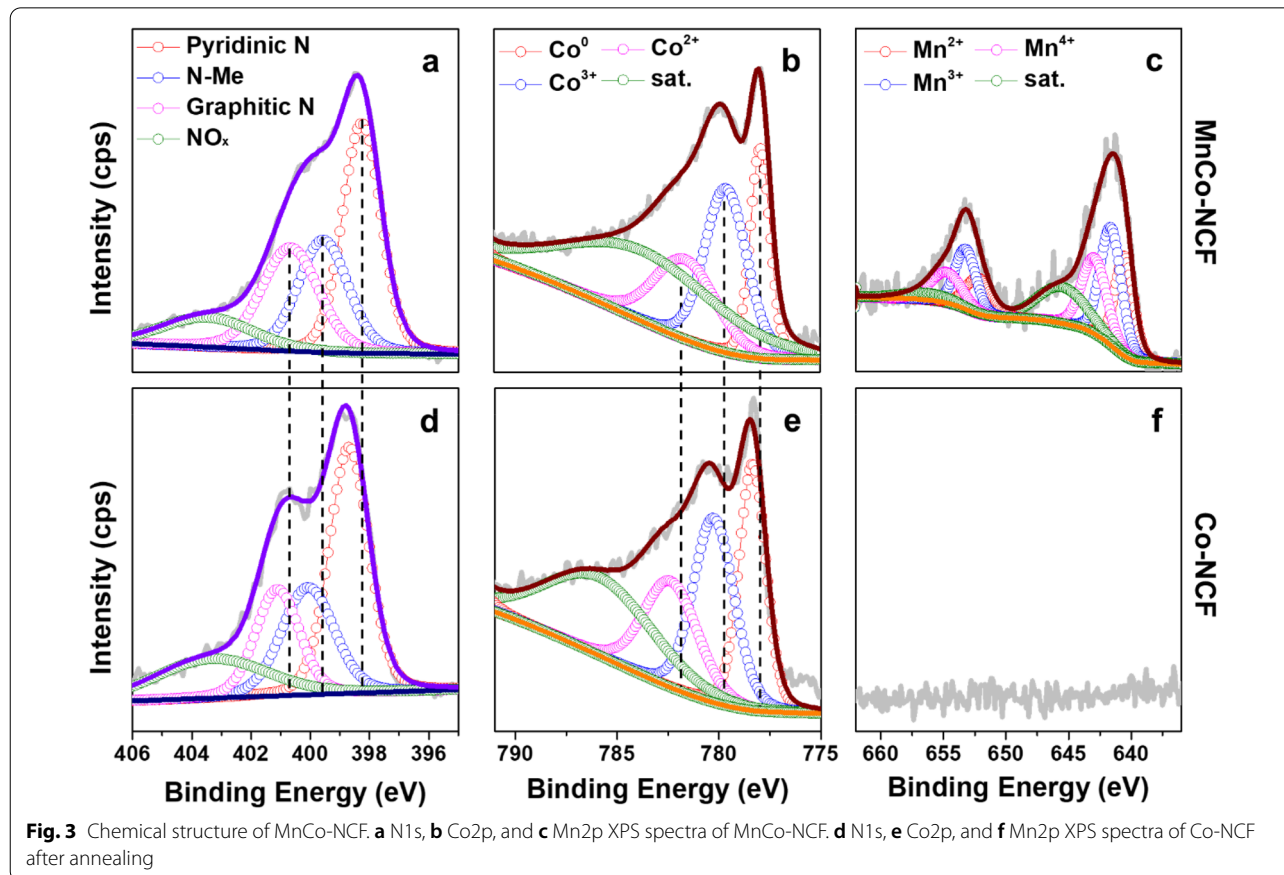 Pyridinic N
N-Me
Graphitic N
NOₓ
a
Intensity (cps)
Co⁰ Co²⁺
Co³⁺ sat.
b
Mn²⁺ Mn⁴⁺
Mn³⁺ sat.
c
MnCo-NCF
d
Intensity (cps)
e
f
Co-NCF
406 404 402 400 398 396
790 785 780 775
660 655 650 645 640
Binding Energy (eV) Binding Energy (eV) Binding Energy (eV)
Fig. 3 Chemical structure of MnCo-NCF. a N1s, b Co2p, and c Mn2p XPS spectra of MnCo-NCF. d N1s, e Co2p, and f Mn2p XPS spectra of Co-NCF
after annealing